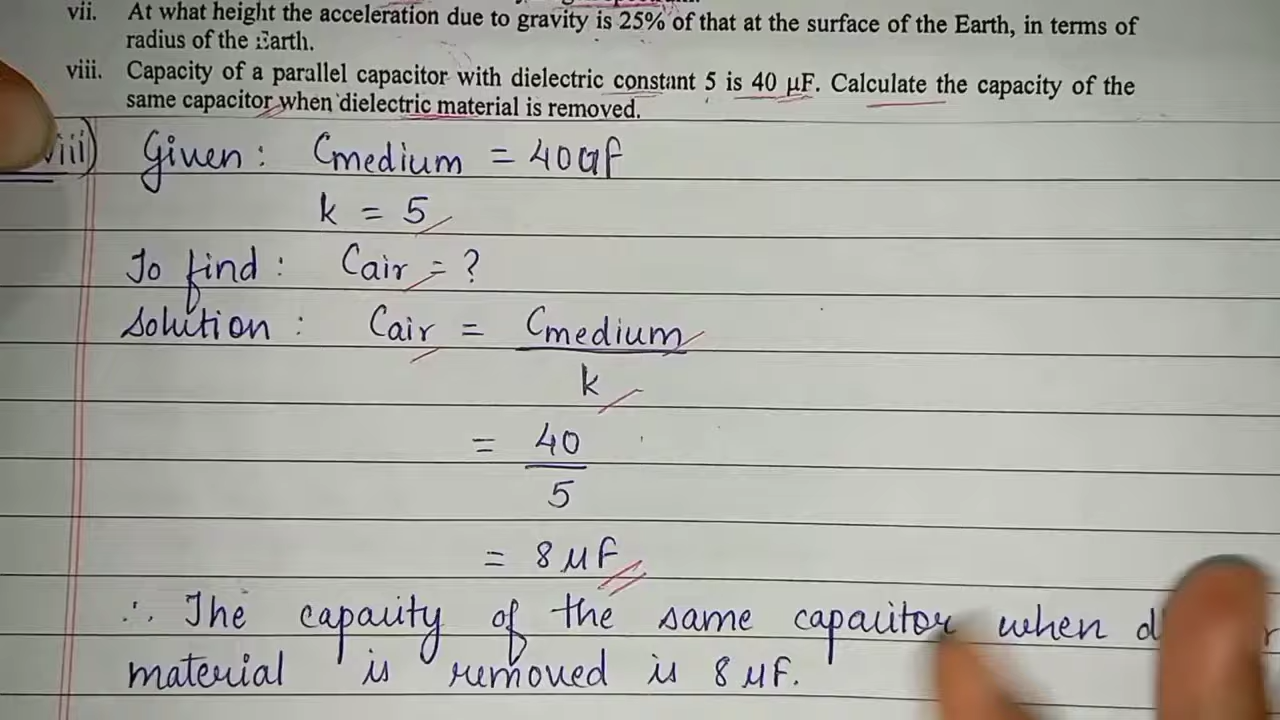 vii. At what height the acceleration due to gravity is 25% of that at the surface of the Earth, in terms of
radius of the Earth.
viii. Capacity of a parallel capacitor with dielectric constant 5 is 40 μF. Calculate the capacity of the
same capacitor when dielectric material is removed.
viii) Given: Cmedium = 40μf
k = 5
To find: Cair = ?
Solution: Cair = Cmedium
k
= 40
5
= 8 μF
∴ The capacity of the same capacitor when
material is removed is 8 μF.